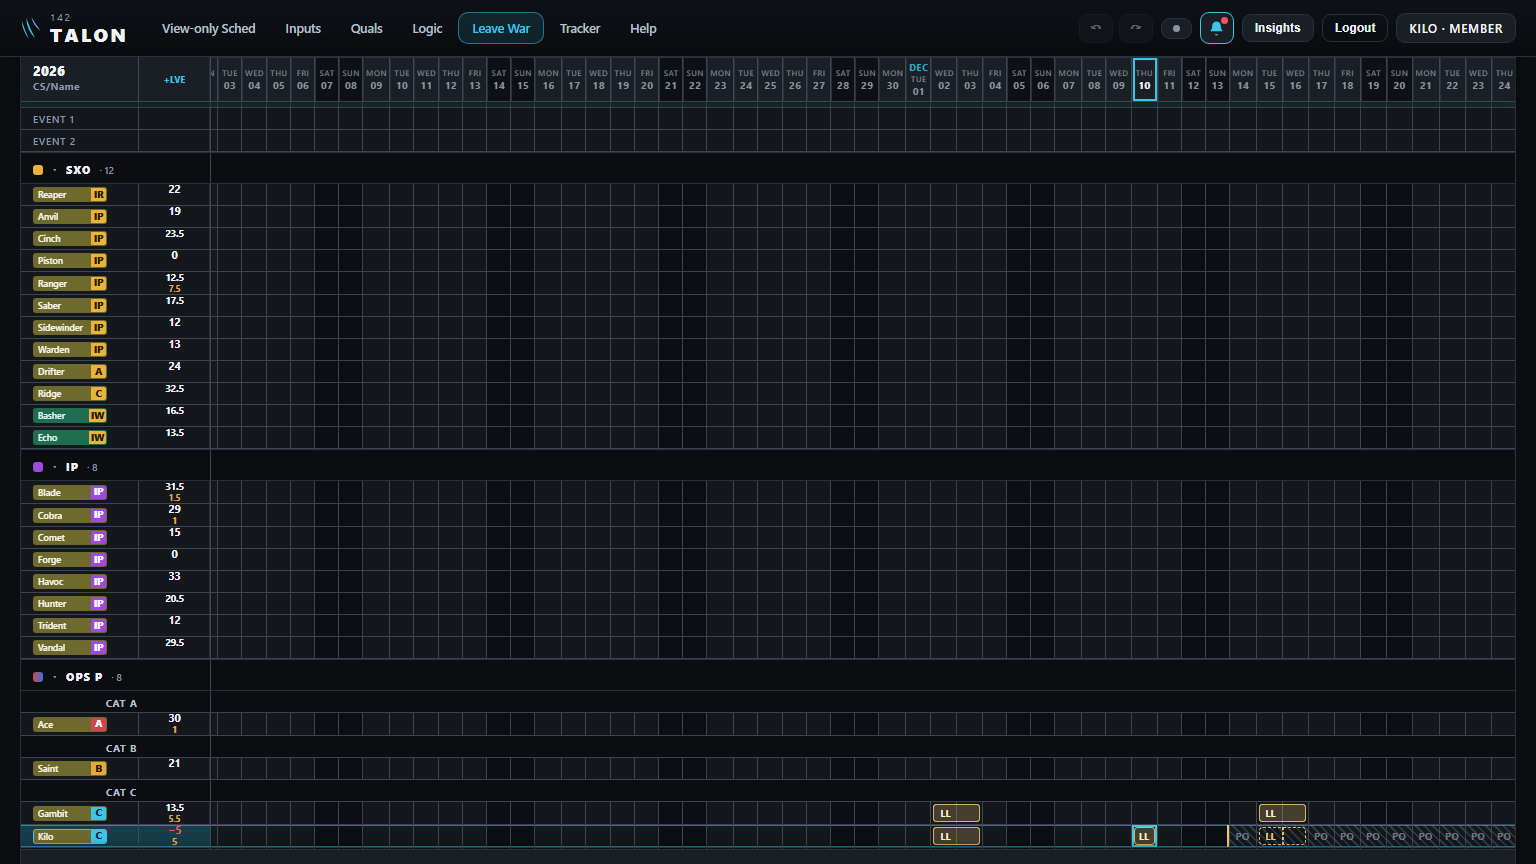 142
TALON
View-only Sched Inputs Quals Logic Leave War Tracker Help
Insights Logout KILO · MEMBER
2026
CS/Name
+LVE
TUE 03 WED 04 THU 05 FRI 06 SAT 07 SUN 08 MON 09 TUE 10 WED 11 THU 12 FRI 13 SAT 14 SUN 15 MON 16 TUE 17 WED 18 THU 19 FRI 20 SAT 21 SUN 22 MON 23 TUE 24 WED 25 THU 26 FRI 27 SAT 28 SUN 29 MON 30 DEC TUE 01 WED 02 THU 03 FRI 04 SAT 05 SUN 06 MON 07 TUE 08 WED 09 THU 10 FRI 11 SAT 12 SUN 13 MON 14 TUE 15 WED 16 THU 17 FRI 18 SAT 19 SUN 20 MON 21 TUE 22 WED 23 THU 24
EVENT 1
EVENT 2
SXO · 12
Reaper IR 22
Anvil IP 19
Cinch IP 23.5
Piston IP 0
Ranger IP 12.5
7.5
Saber IP 17.5
Sidewinder IP 12
Warden IP 13
Drifter A 24
Ridge C 32.5
Basher IW 16.5
Echo IW 13.5
IP · 8
Blade IP 31.5
1.5
Cobra IP 29
1
Comet IP 15
Forge IP 0
Havoc IP 33
Hunter IP 20.5
Trident IP 12
Vandal IP 29.5
OPS P · 8
CAT A
Ace A 30
1
CAT B
Saint B 21
CAT C
Gambit C 13.5 LL LL
5.5
Kilo C −5 LL LL PO LL PO PO PO PO PO PO PO PO
5